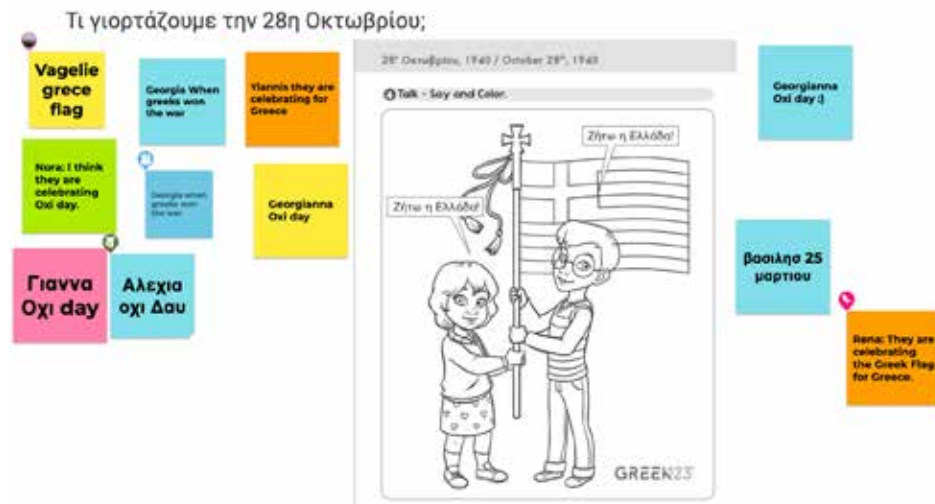 Τι γιορτάζουμε την 28η Οκτωβρίου;
Vagelie
grece
flag
Georgia When
greeks won
the war
Yiannis they are
celebrating for
Greece
Nora: I think
they are
celebrating
Oxi day.
Georgia when
greeks won
the war
Georgianna
Oxi day
Γιαννα
Οχι day
Αλεχια
οχι Δαυ
28η Οκτωβρίου, 1940 / October 28th, 1940
Talk - Say and Color.
Ζήτω η Ελλάδα!
Ζήτω η Ελλάδα!
GREEK123
Georgianna
Oxi day :)
βασιλησ 25
μαρτιου
Rena: They are
celebrating
the Greek Flag
for Greece.